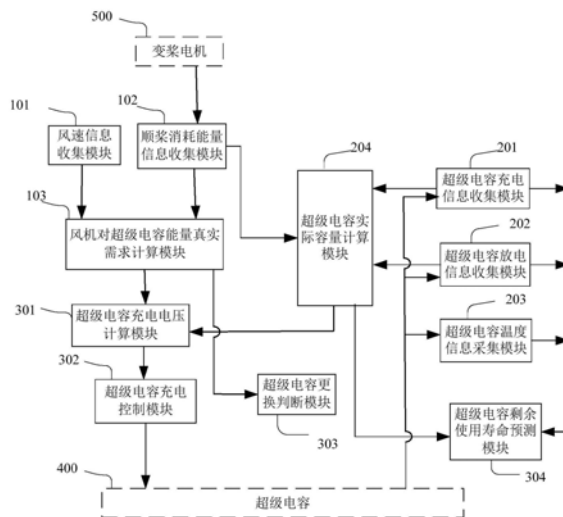 500
变桨电机
101
102
风速信息
收集模块
顺桨消耗能量
信息收集模块
204
201
超级电容充电
信息收集模块
103
超级电容实
际容量计算
模块
202
风机对超级电容能量真实
需求计算模块
超级电容放电
信息收集模块
301
203
超级电容充电电压
计算模块
超级电容温度
信息采集模块
302
超级电容充电
控制模块
超级电容更
换判断模块
303
超级电容剩余
使用寿命预测
模块
304
400
超级电容